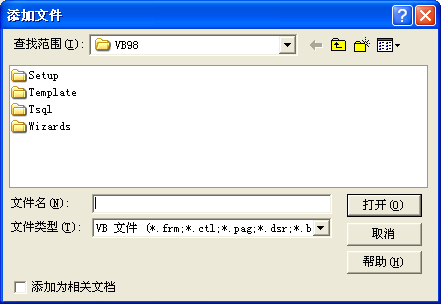 添加文件
查找范围(I):
VB98
Setup
Template
Tsql
Wizards
文件名(N):
打开(O)
文件类型(T):
VB 文件 (*.frm;*.ctl;*.pag;*.dsr;*.b
取消
帮助(H)
添加为相关文档